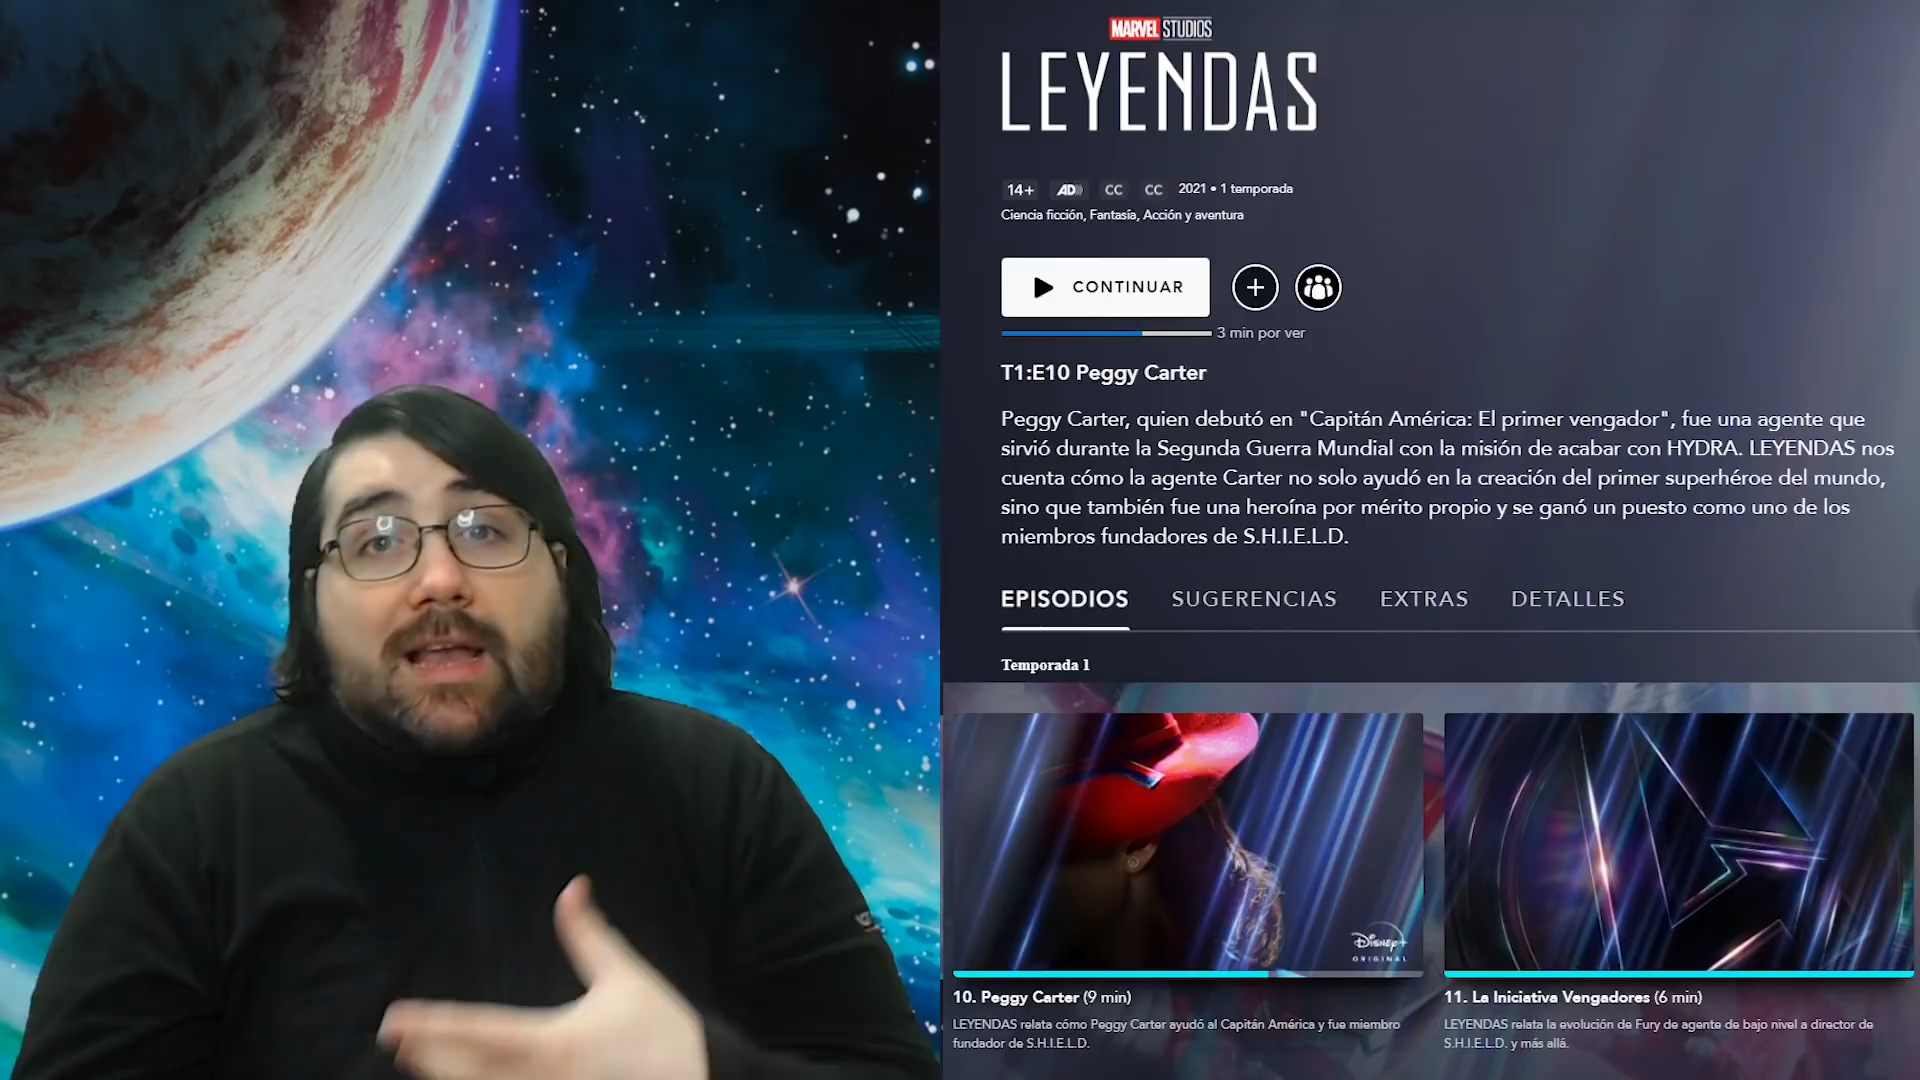 MARVEL STUDIOS
LEYENDAS
14+ AD CC CC 2021 • 1 temporada
Ciencia ficción, Fantasía, Acción y aventura
CONTINUAR
3 min por ver
T1:E10 Peggy Carter
Peggy Carter, quien debutó en "Capitán América: El primer vengador", fue una agente que
sirvió durante la Segunda Guerra Mundial con la misión de acabar con HYDRA. LEYENDAS nos
cuenta cómo la agente Carter no solo ayudó en la creación del primer superhéroe del mundo,
sino que también fue una heroína por mérito propio y se ganó un puesto como uno de los
miembros fundadores de S.H.I.E.L.D.
EPISODIOS SUGERENCIAS EXTRAS DETALLES
Temporada 1
Disney+
ORIGINAL
10. Peggy Carter (9 min)
LEYENDAS relata cómo Peggy Carter ayudó al Capitán América y fue miembro
fundador de S.H.I.E.L.D.
11. La Iniciativa Vengadores (6 min)
LEYENDAS relata la evolución de Fury de agente de bajo nivel a director de
S.H.I.E.L.D. y más allá.